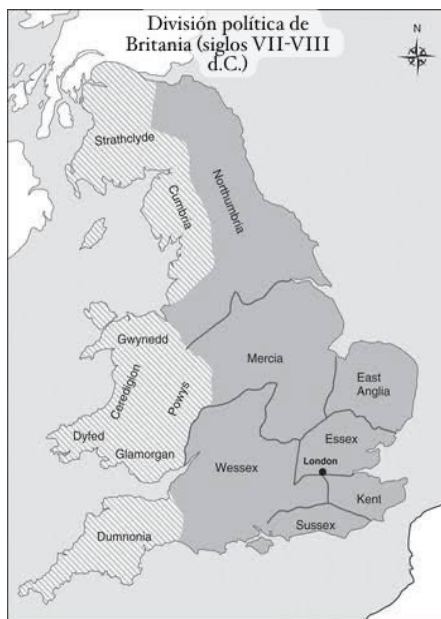 División política de
Britania (siglos VII-VIII
d.C.)
N
Strathclyde
Cumbria
Northumbria
Gwynedd
Ceredigion
Powys
Mercia
East
Anglia
Dyfed
Glamorgan
Wessex
Essex
London
Kent
Sussex
Dumnonia